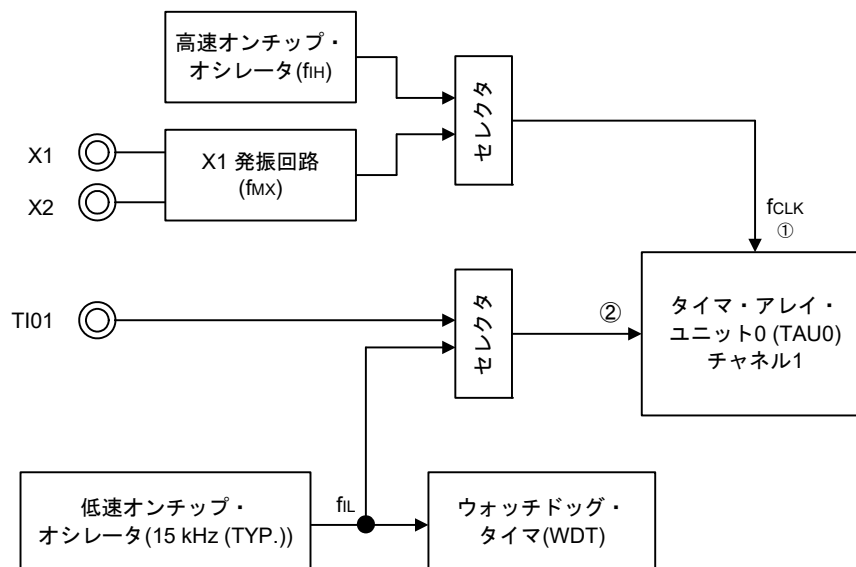 高速オンチップ・
オシレータ(fIH)
セレクタ
X1
X1 発振回路
(fMX)
X2
fCLK
①
TI01
セレクタ
②
タイマ・アレイ・
ユニット0 (TAU0)
チャネル1
低速オンチップ・
オシレータ(15 kHz (TYP.))
fIL
ウォッチドッグ・
タイマ(WDT)